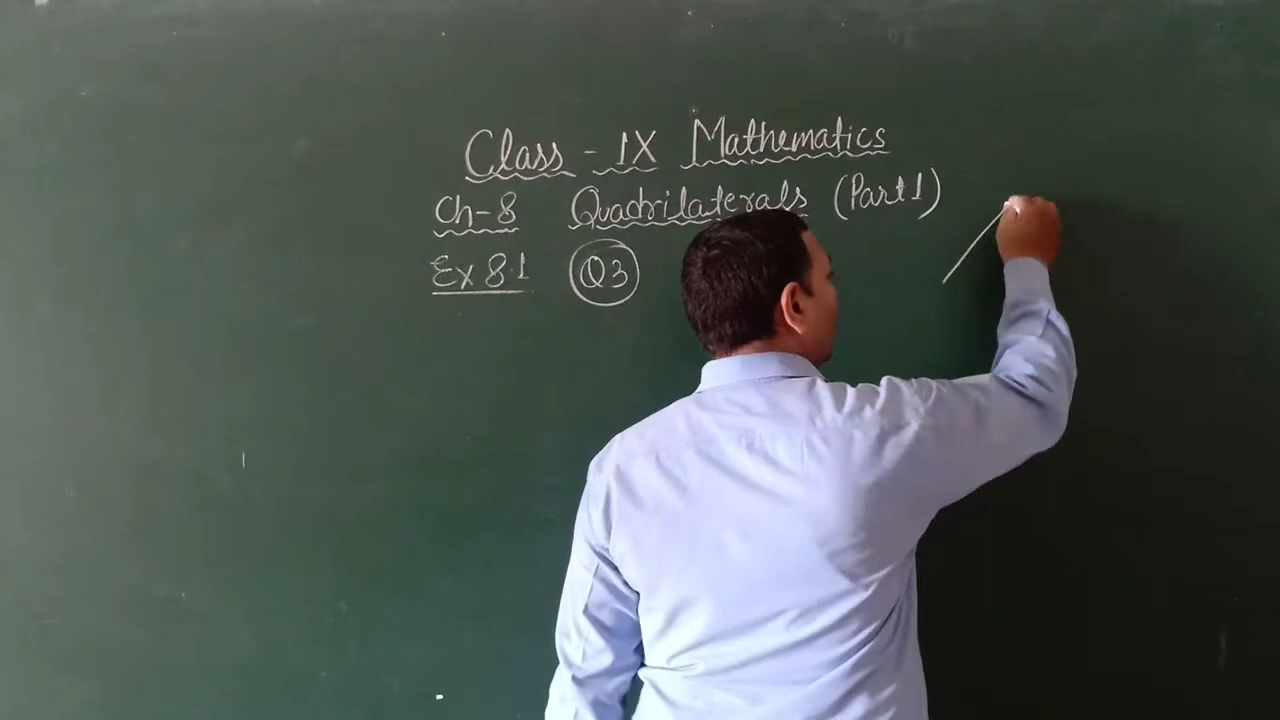 Class - IX Mathematics
Ch-8 Quadrilaterals (Part 1)
Ex 8.1 Q3